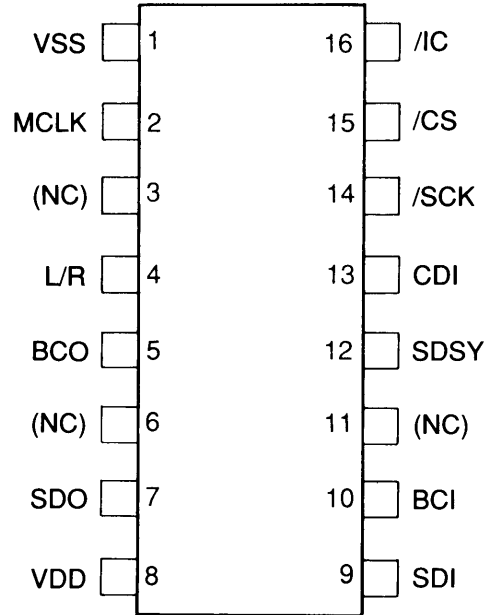 VSS 1 16 /IC
MCLK 2 15 /CS
(NC) 3 14 /SCK
L/R 4 13 CDI
BCO 5 12 SDSY
(NC) 6 11 (NC)
SDO 7 10 BCI
VDD 8 9 SDI